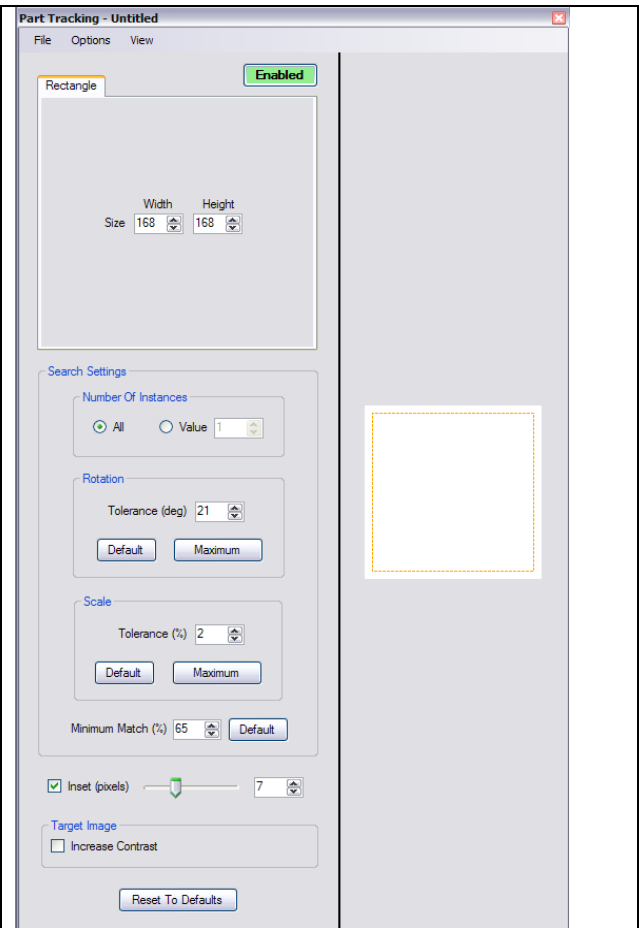 Part Tracking - Untitled
File Options View
Enabled
Rectangle
Width Height
Size 168 168
Search Settings
Number Of Instances
All Value 1
Rotation
Tolerance (deg) 21
Default Maximum
Scale
Tolerance (%) 2
Default Maximum
Minimum Match (%) 65 Default
Inset (pixels) 7
Target Image
Increase Contrast
Reset To Defaults